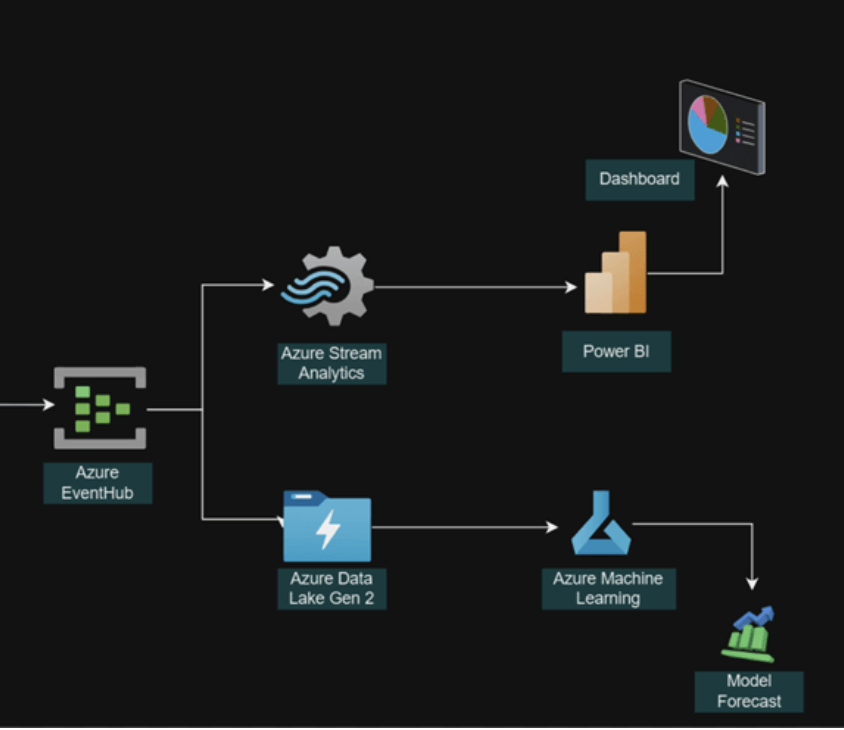 Dashboard
Azure Stream
Analytics
Power BI
Azure
EventHub
Azure Data
Lake Gen 2
Azure Machine
Learning
Model
Forecast